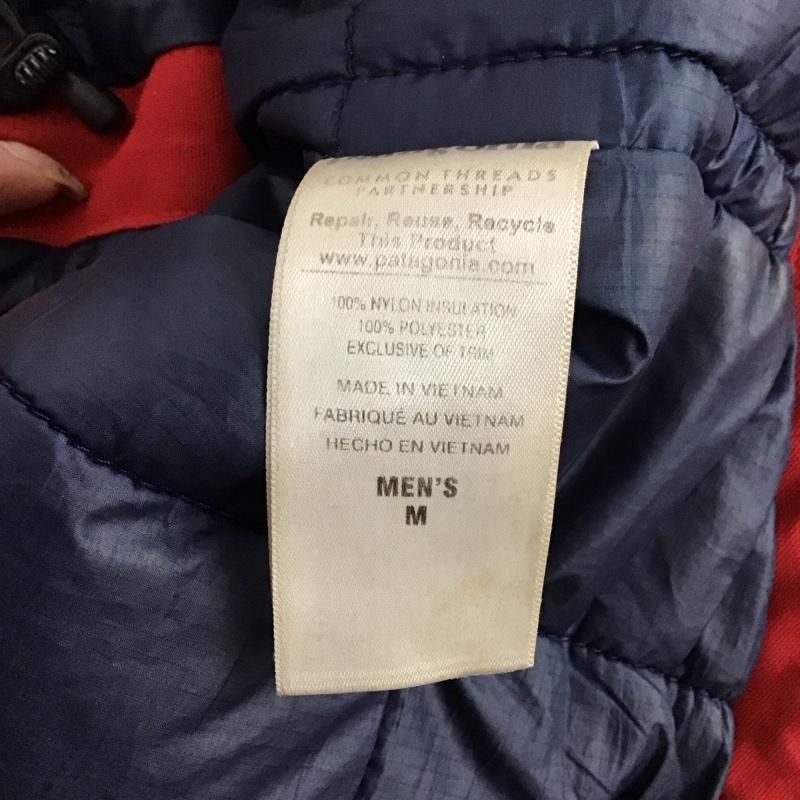 COMMON THREADS
PARTNERSHIP
Repair, Reuse, Recycle
This Product
www.patagonia.com
100% NYLON INSULATION
100% POLYESTER
EXCLUSIVE OF TRIM
MADE IN VIETNAM
FABRIQUÉ AU VIETNAM
HECHO EN VIETNAM
MEN'S
M